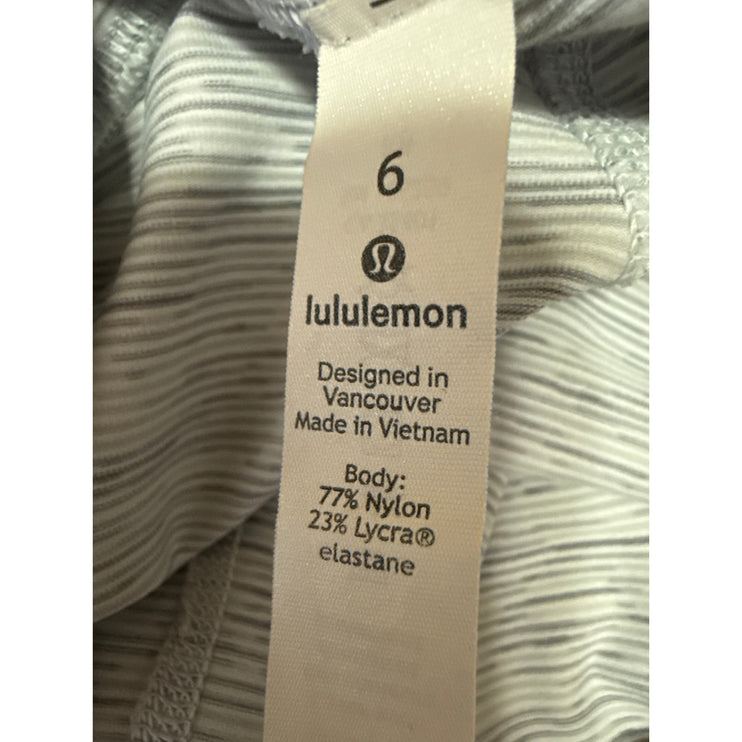 6
lululemon
Designed in
Vancouver
Made in Vietnam
Body:
77% Nylon
23% Lycra®
elastane